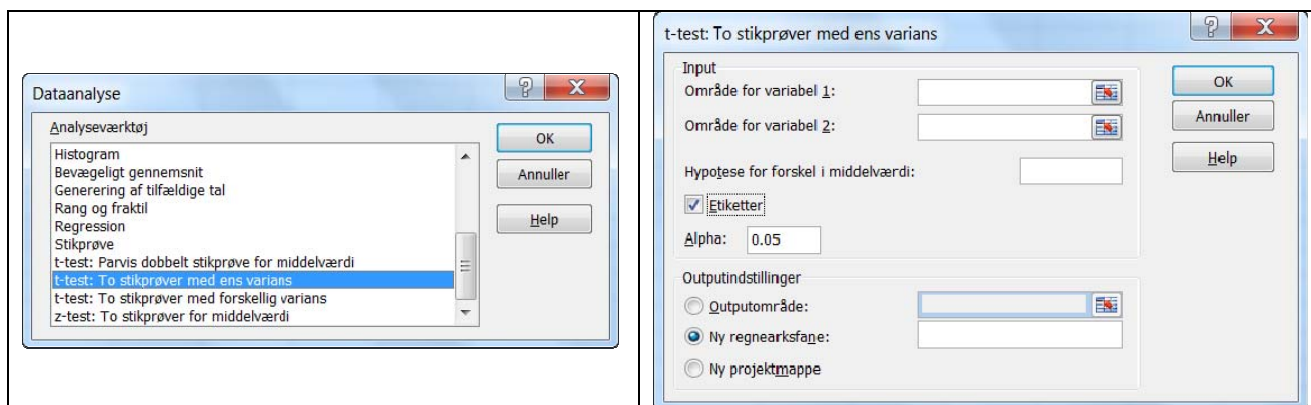 Dataanalyse
Analyseværktøj
Histogram
Bevægeligt gennemsnit
Generering af tilfældige tal
Rang og fraktil
Regression
Stikprøve
t-test: Parvis dobbelt stikprøve for middelværdi
t-test: To stikprøver med ens varians
t-test: To stikprøver med forskellig varians
z-test: To stikprøver for middelværdi
OK
Annuller
Help
t-test: To stikprøver med ens varians
Input
Område for variabel 1:
Område for variabel 2:
Hypotese for forskel i middelværdi:
Etiketter
Alpha: 0.05
Outputindstillinger
Outputområde:
Ny regnearksfane:
Ny projektmappe
OK
Annuller
Help